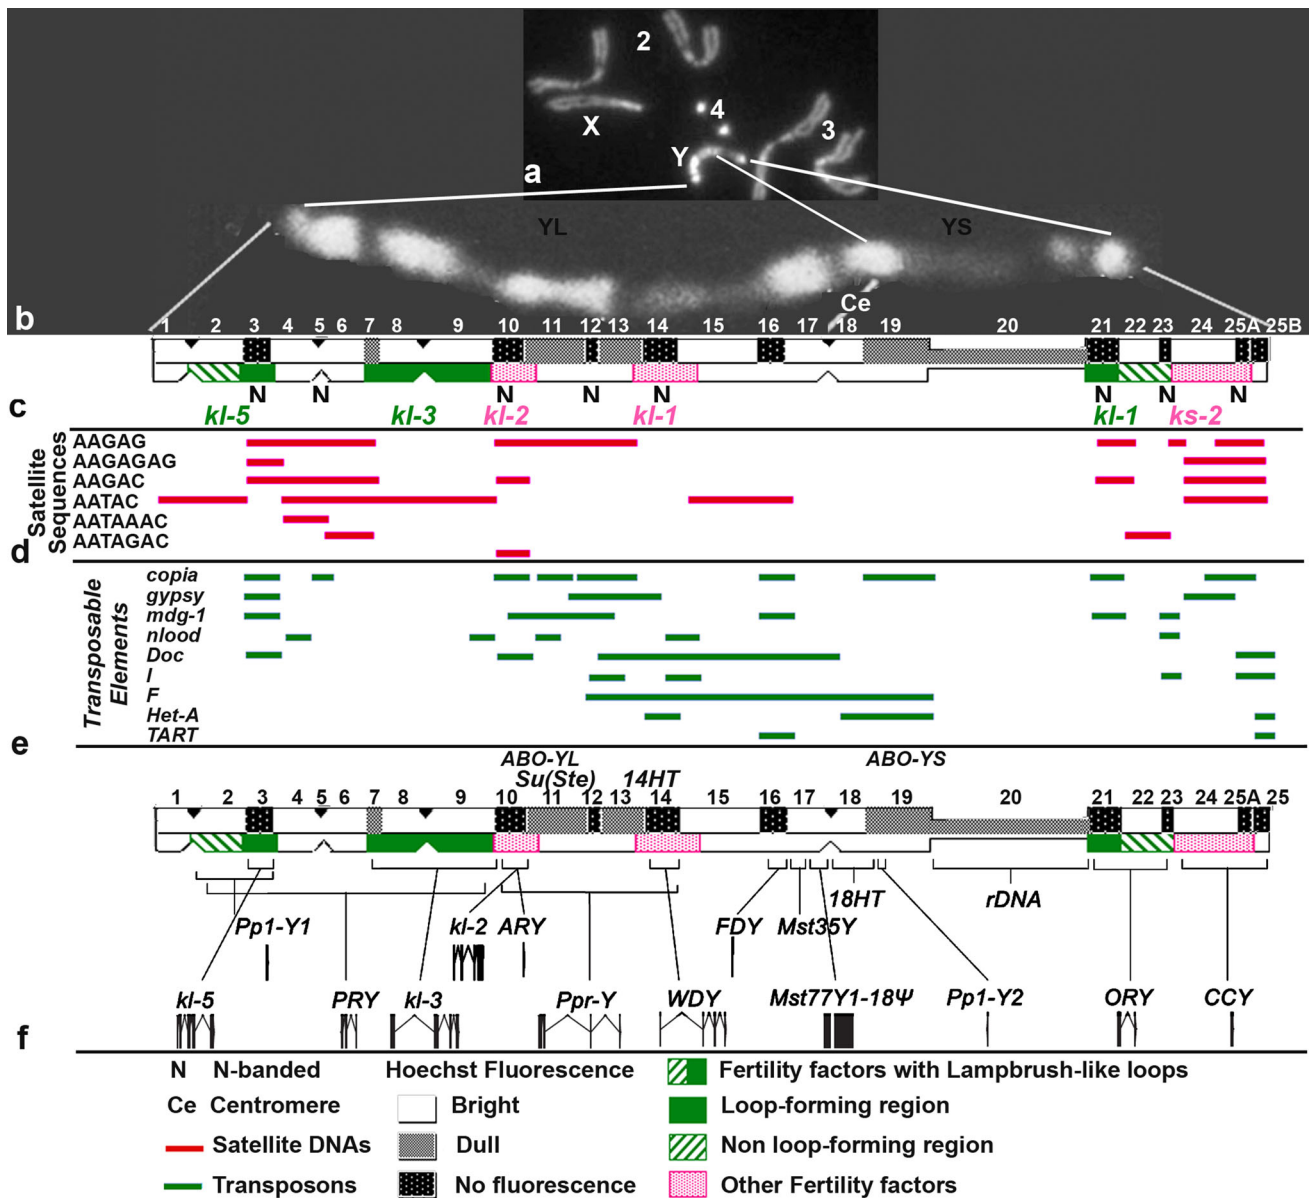 2
4
X
3
Y
a
YL
YS
Ce
b
1 2 3 4 5 6 7 8 9 10 11 12 13 14 15 16 17 18 19 20 21 22 23 24 25A 25B
N N N N N N N N
c
kl-5 kl-3 kl-2 kl-1 kl-1 ks-2
Satellite
Sequences
AAGAG
AAGAGAG
AAGAC
AATAC
AATAAAC
AATAGAC
d
Transposable
Elements
copia
gypsy
mdg-1
nlood
Doc
I
F
Het-A
TART
e
ABO-YL ABO-YS
Su(Ste) 14HT
1 2 3 4 5 6 7 8 9 10 11 12 13 14 15 16 17 18 19 20 21 22 23 24 25A 25
18HT rDNA
Pp1-Y1 kl-2 ARY FDY Mst35Y
kl-5 PRY kl-3 Ppr-Y WDY Mst77Y1-18Ψ Pp1-Y2 ORY CCY
f
N N-banded Hoechst Fluorescence Fertility factors with Lampbrush-like loops
Ce Centromere Bright Loop-forming region
Satellite DNAs Dull Non loop-forming region
Transposons No fluorescence Other Fertility factors